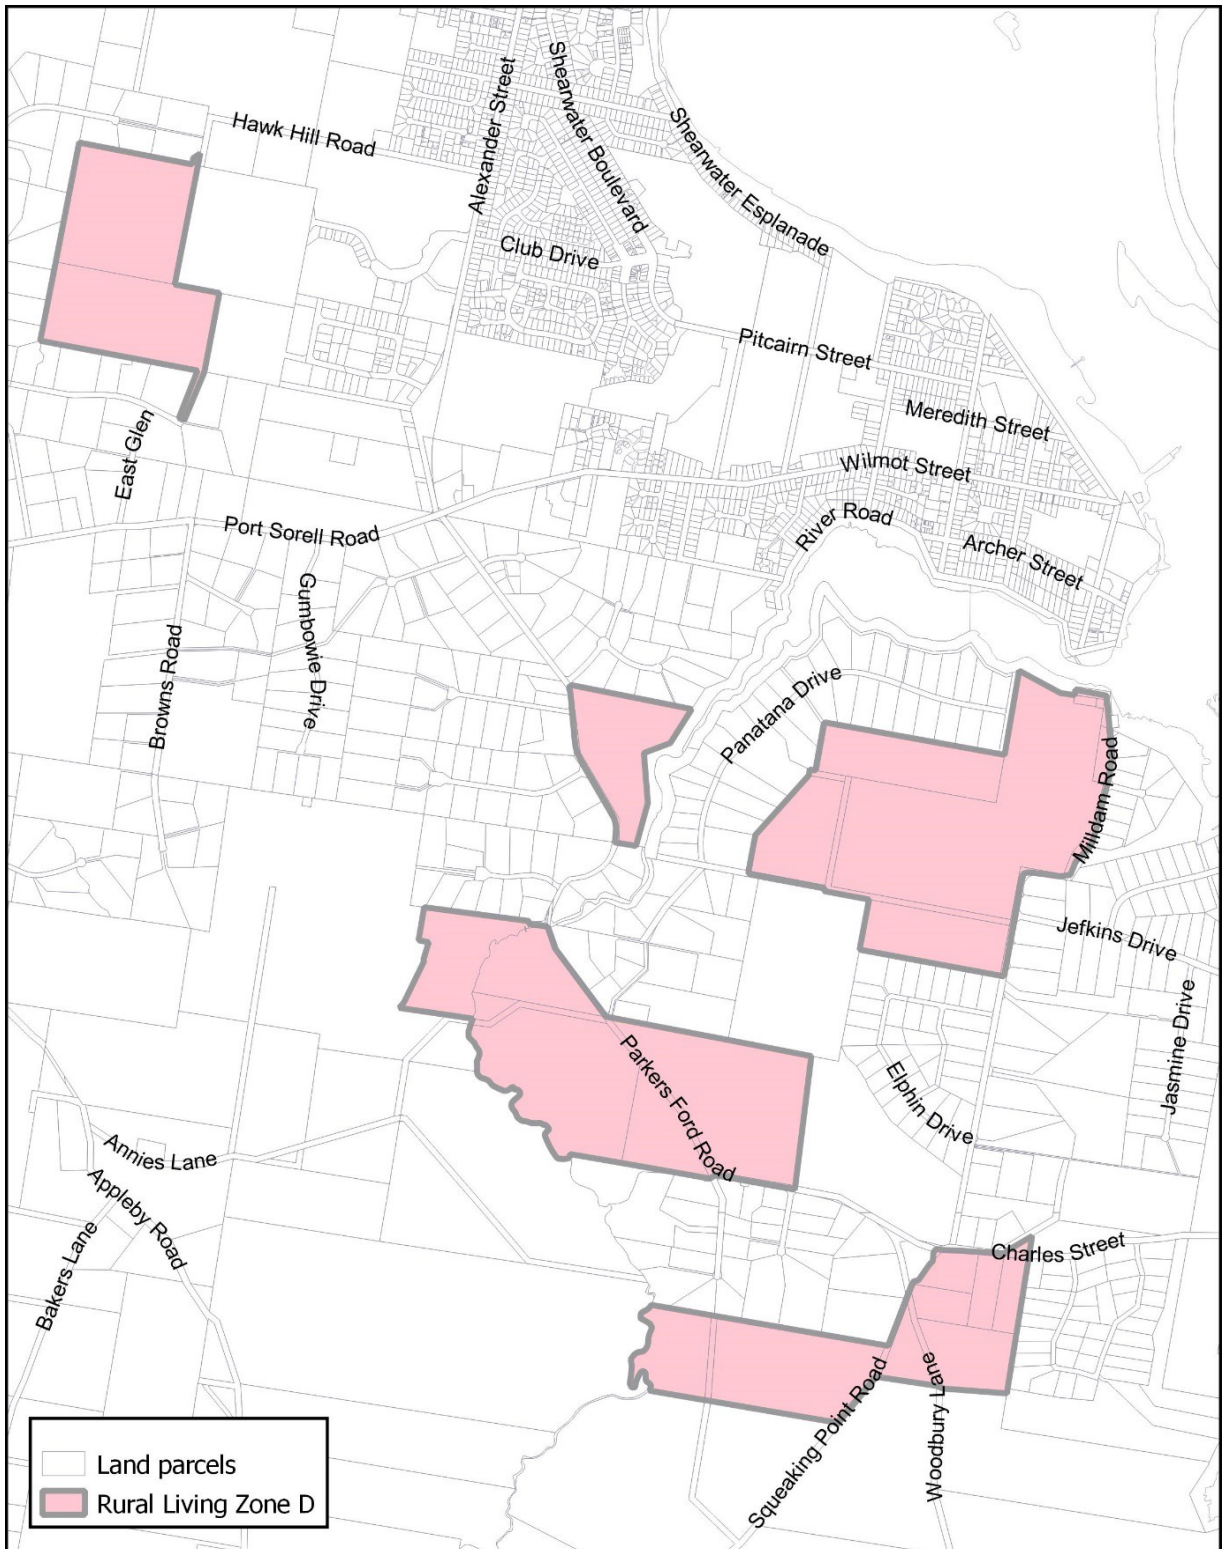 Shearwater Boulevard
Alexander Street
Hawk Hill Road
Shearwater Esplanade
Club Drive
Pitcairn Street
Meredith Street
East Glen
Wilmot Street
Port Sorell Road
River Road
Archer Street
Gumbowie Drive
Browns Road
Panatana Drive
Milldam Road
Jefkins Drive
Jasmine Drive
Parkers Ford Road
Elphin Drive
Annies Lane
Appleby Road
Bakers Lane
Charles Street
Squeaking Point Road
Woodbury Lane
Land parcels
Rural Living Zone D